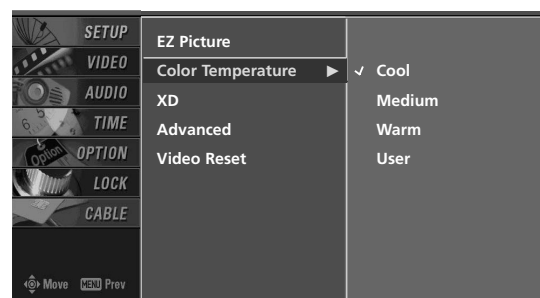 SETUP
VIDEO
AUDIO
TIME
OPTION
LOCK
CABLE
Move MENU Prev
EZ Picture
Color Temperature
XD
Advanced
Video Reset
Cool
Medium
Warm
User
Option